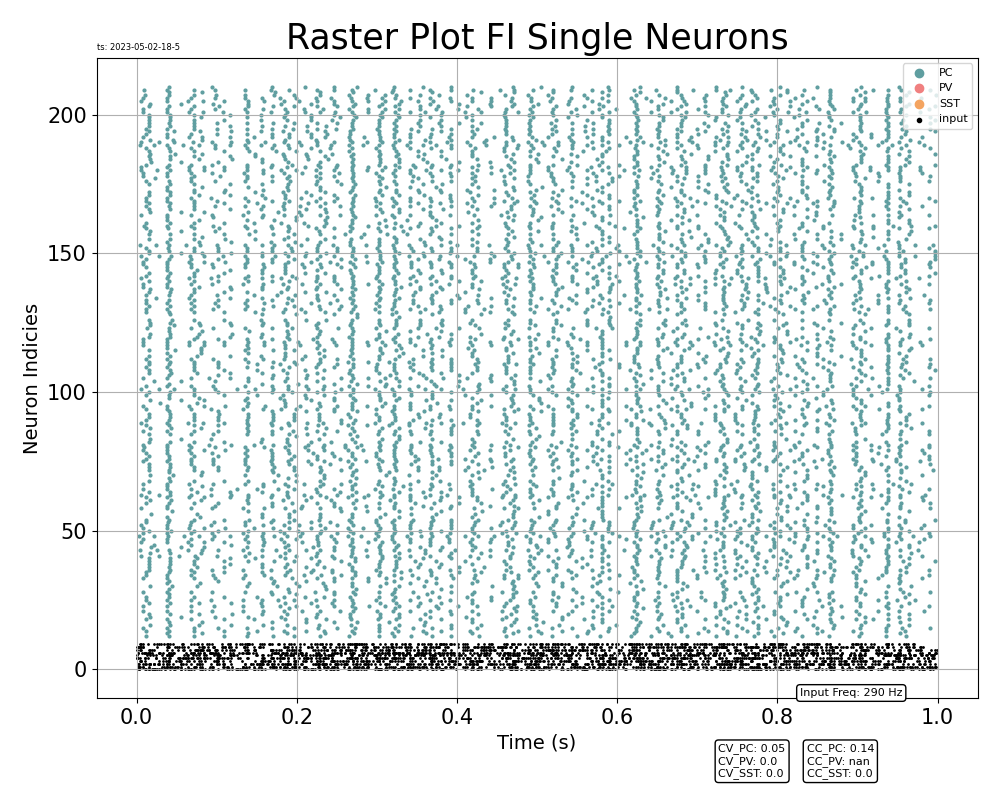 Raster Plot FI Single Neurons
ts: 2023-05-02-18-5
PC
PV
SST
input
200
150
100
50
0
Neuron Indicies
0.0 0.2 0.4 0.6 0.8 1.0
Time (s)
Input Freq: 290 Hz
CV_PC: 0.05
CV_PV: 0.0
CV_SST: 0.0
CC_PC: 0.14
CC_PV: nan
CC_SST: 0.0